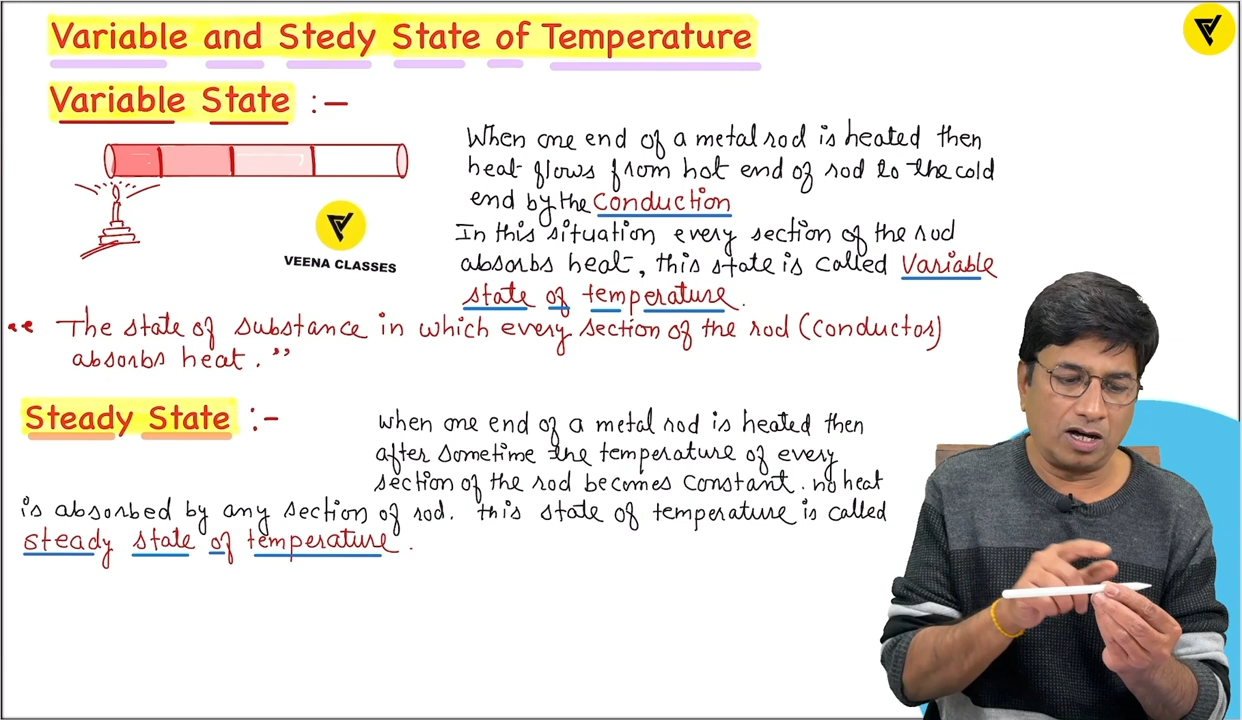 Variable and Stedy State of Temperature
Variable State :-
When one end of a metal rod is heated then
heat flows from hot end of rod to the cold
end by the conduction
In this situation every section of the rod
absorbs heat, this state is called Variable
state of temperature.
VEENA CLASSES
" The state of substance in which every section of the rod (conductor)
absorbs heat. "
Steady State :-
when one end of a metal rod is heated then
after sometime the temperature of every
section of the rod becomes constant. no heat
is absorbed by any section of rod. This state of temperature is called
steady state of temperature.